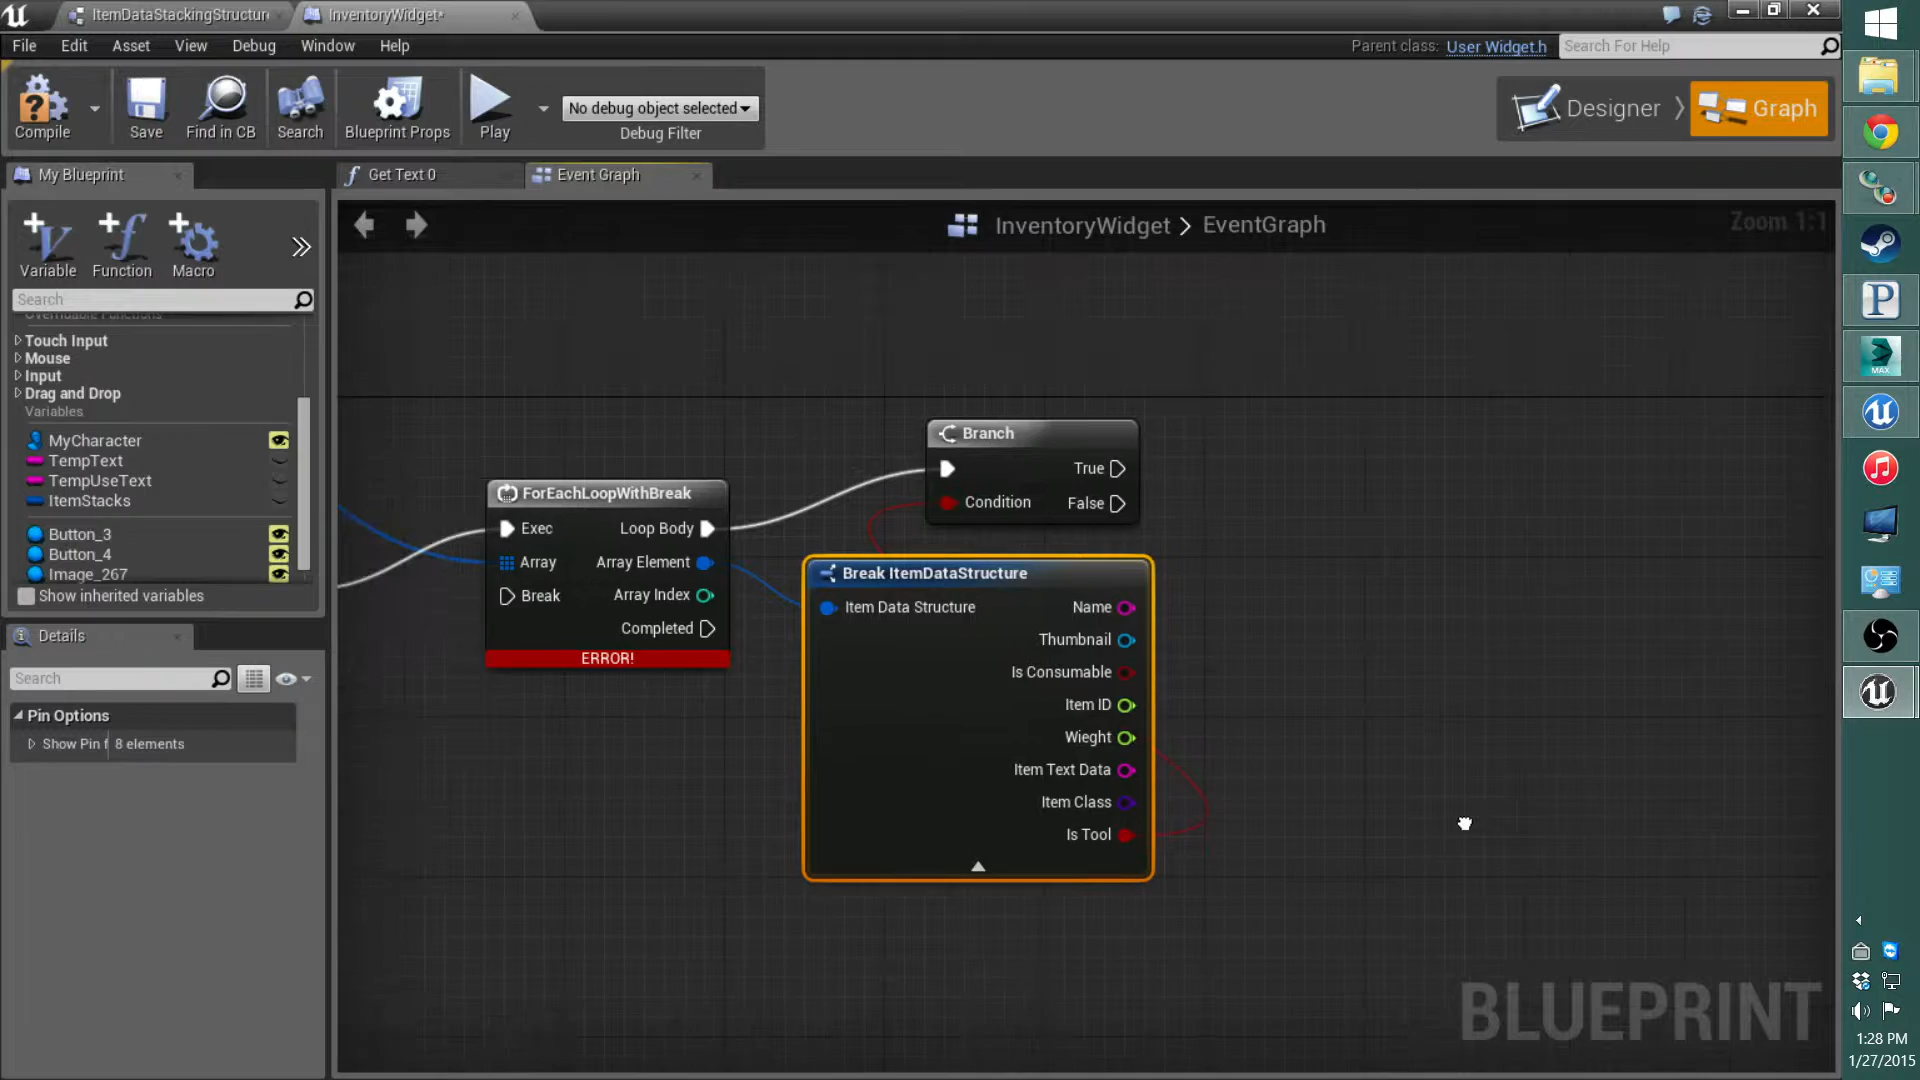 ItemDataStackingStructur
InventoryWidget*
File Edit Asset View Debug Window Help
Parent class: User Widget.h
Search For Help
Compile
Save
Find in CB
Search
Blueprint Props
Play
No debug object selected
Debug Filter
Designer
Graph
My Blueprint
Get Text 0
Event Graph
Variable
Function
Macro
Search
InventoryWidget > EventGraph
Zoom 1:1
Overridable Functions
Touch Input
Mouse
Input
Drag and Drop
Variables
MyCharacter
TempText
TempUseText
ItemStacks
Button_3
Button_4
Image_267
Show inherited variables
Details
Search
Pin Options
Show Pin f 8 elements
ForEachLoopWithBreak
Exec Loop Body
Array Array Element
Break Array Index
Completed
ERROR!
Branch
True
Condition False
Break ItemDataStructure
Item Data Structure Name
Thumbnail
Is Consumable
Item ID
Wieght
Item Text Data
Item Class
Is Tool
BLUEPRINT
MAX
1:28 PM
1/27/2015